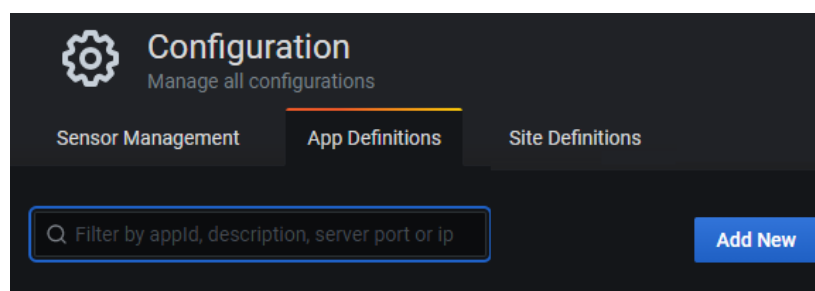 Configuration
Manage all configurations
Sensor Management App Definitions Site Definitions
Filter by appId, description, server port or ip
Add New